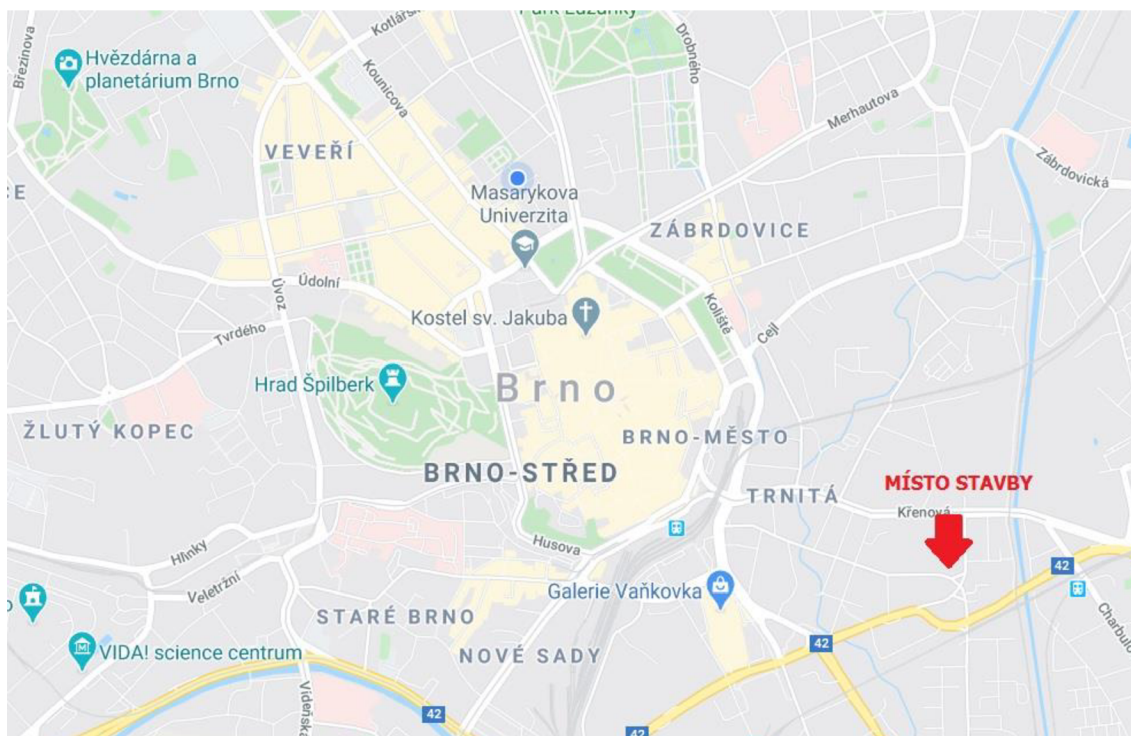 Park Lužánky
Kotlářská
Březinova
Hvězdárna a
planetárium Brno
Kounicova
Drobného
Merhautova
VEVEŘÍ
Zábrdovická
Masarykova
Univerzita
ZÁBRDOVICE
Údolní
Úvoz
Koliště
Cejl
Tvrdého
Kostel sv. Jakuba
Hrad Špilberk
Brno
ŽLUTÝ KOPEC
BRNO-MĚSTO
BRNO-STŘED
MÍSTO STAVBY
TRNITÁ
Křenová
Husova
Hlinky
Veletržní
Galerie Vaňkovka
42
STARÉ BRNO
VIDA! science centrum
NOVÉ SADY
42
Vídeňská
42
42